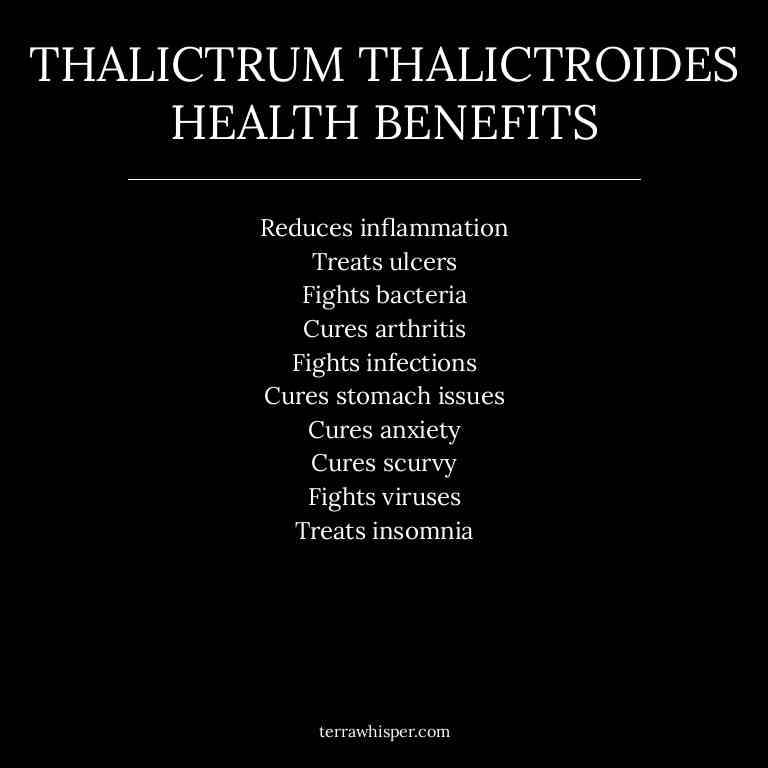 THALICTRUM THALICTROIDES
HEALTH BENEFITS
Reduces inflammation
Treats ulcers
Fights bacteria
Cures arthritis
Fights infections
Cures stomach issues
Cures anxiety
Cures scurvy
Fights viruses
Treats insomnia
terrawhisper.com